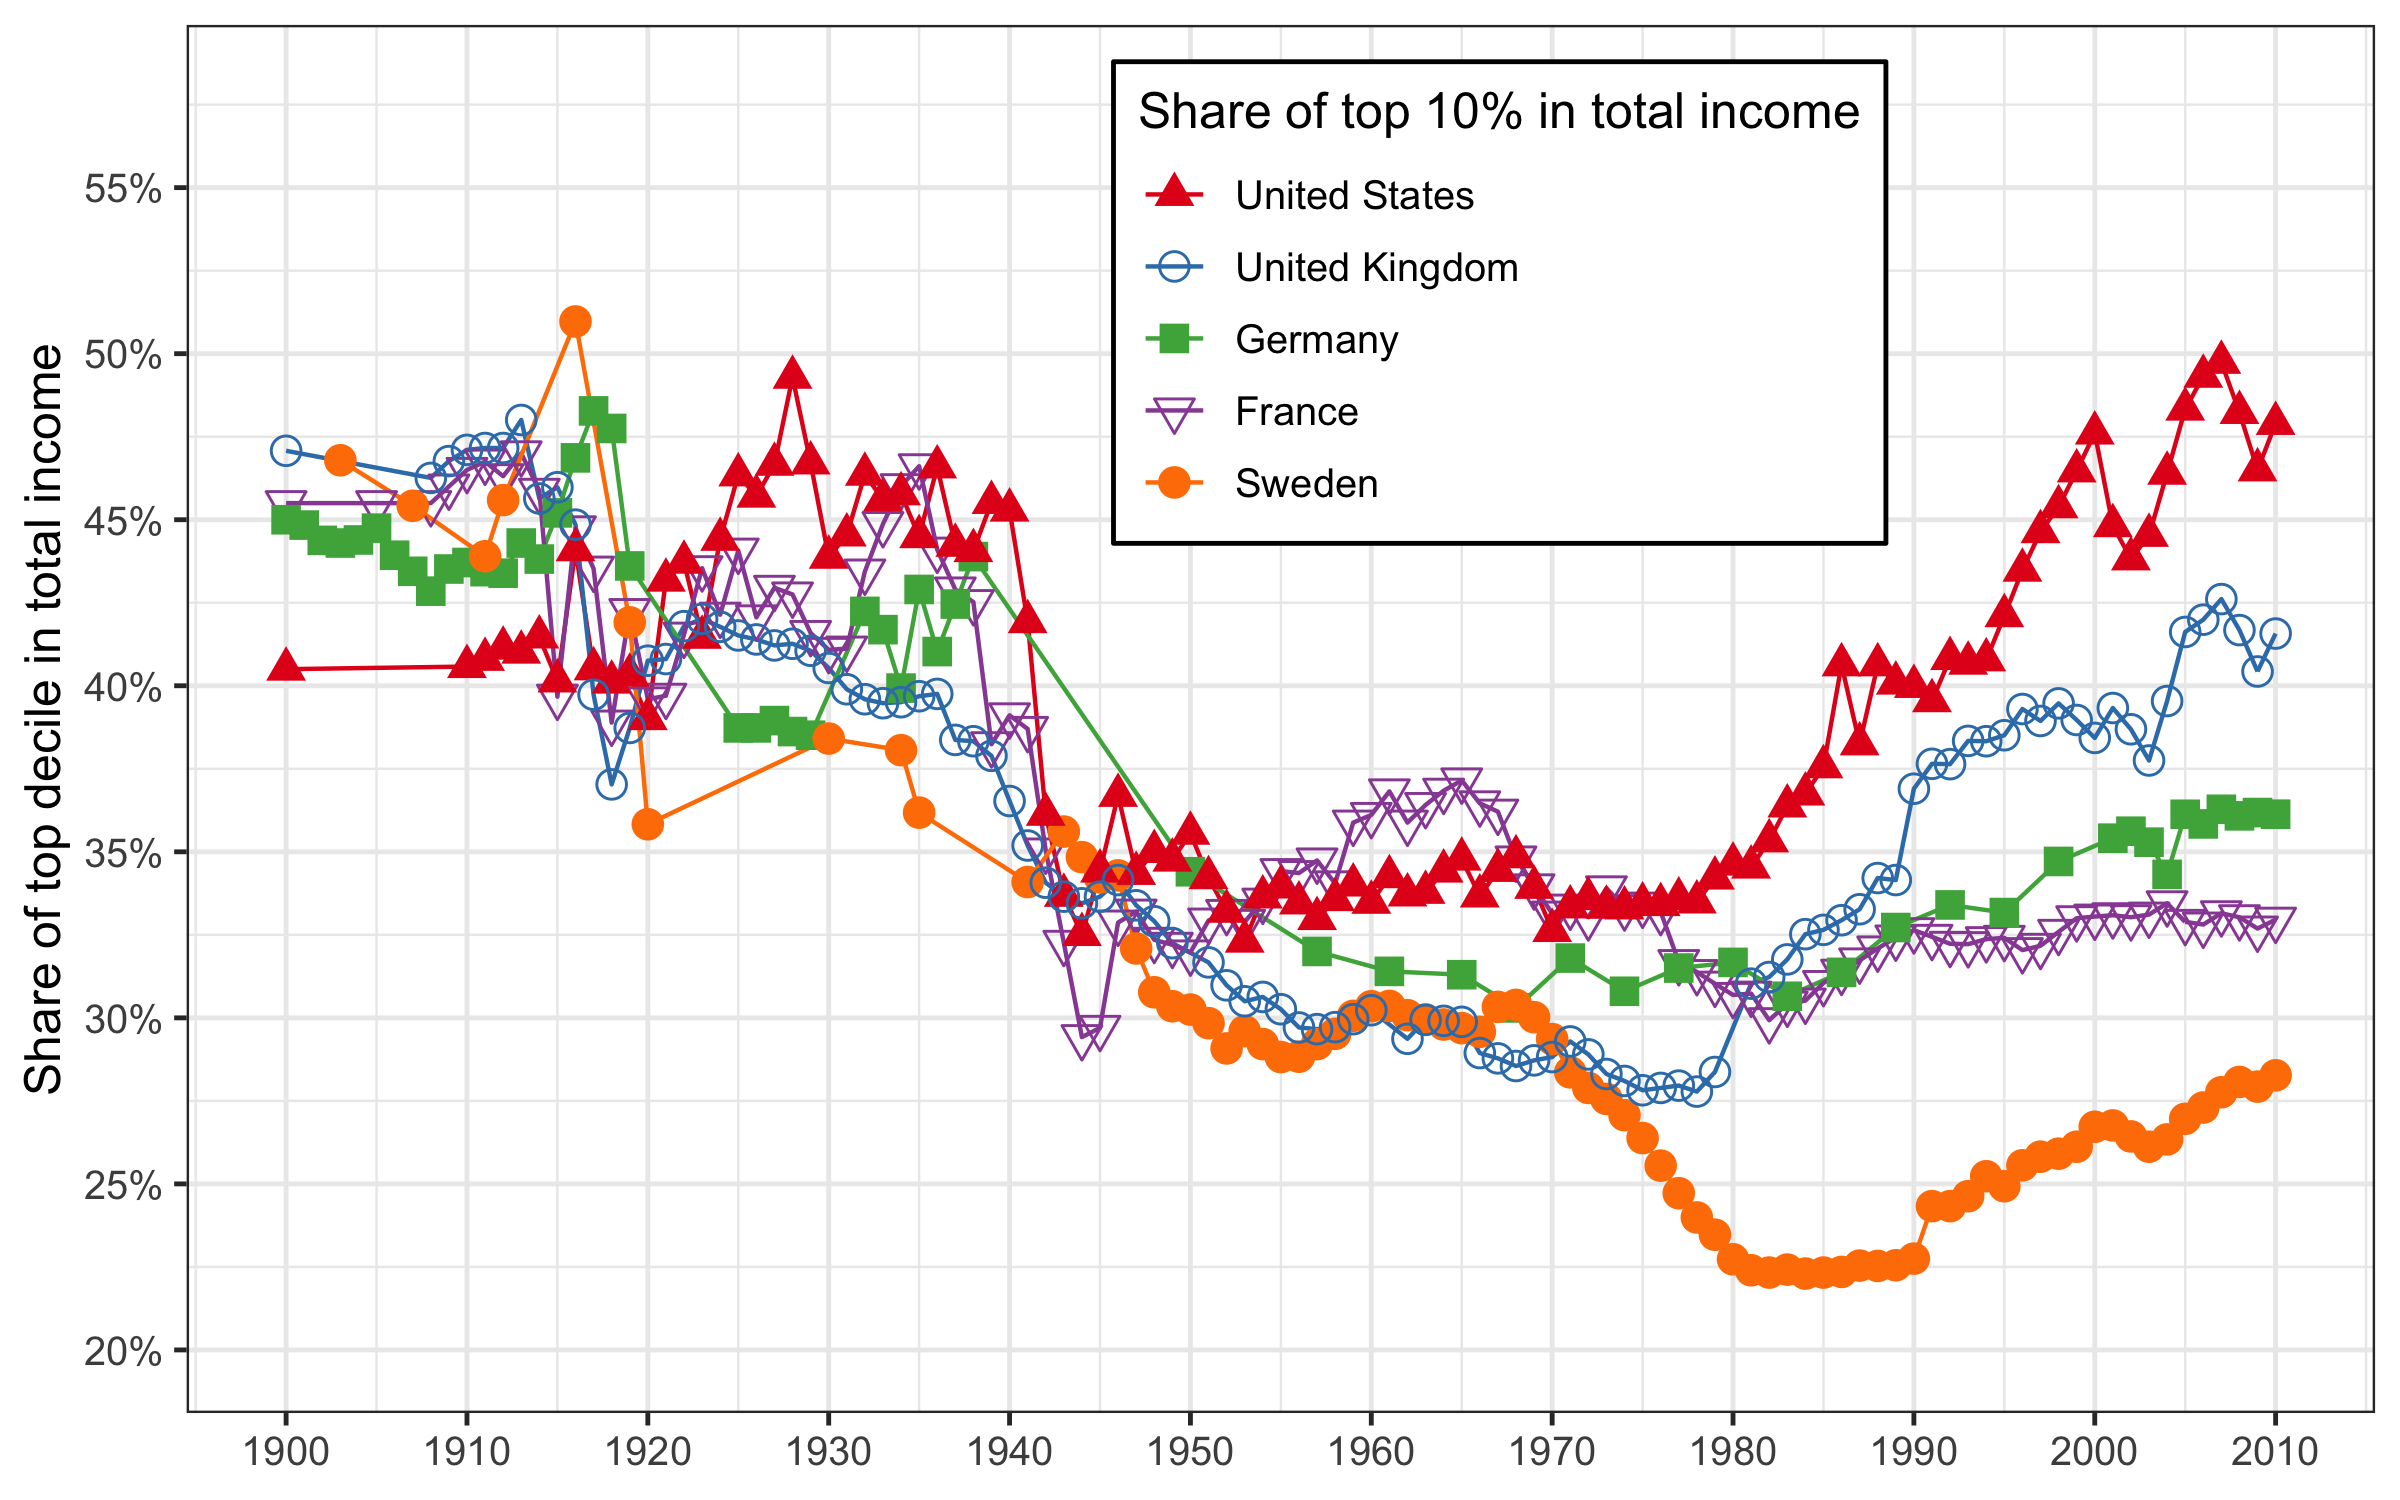 Share of top 10% in total income
United States
United Kingdom
Germany
France
Sweden
Share of top decile in total income
55%
50%
45%
40%
35%
30%
25%
20%
1900 1910 1920 1930 1940 1950 1960 1970 1980 1990 2000 2010